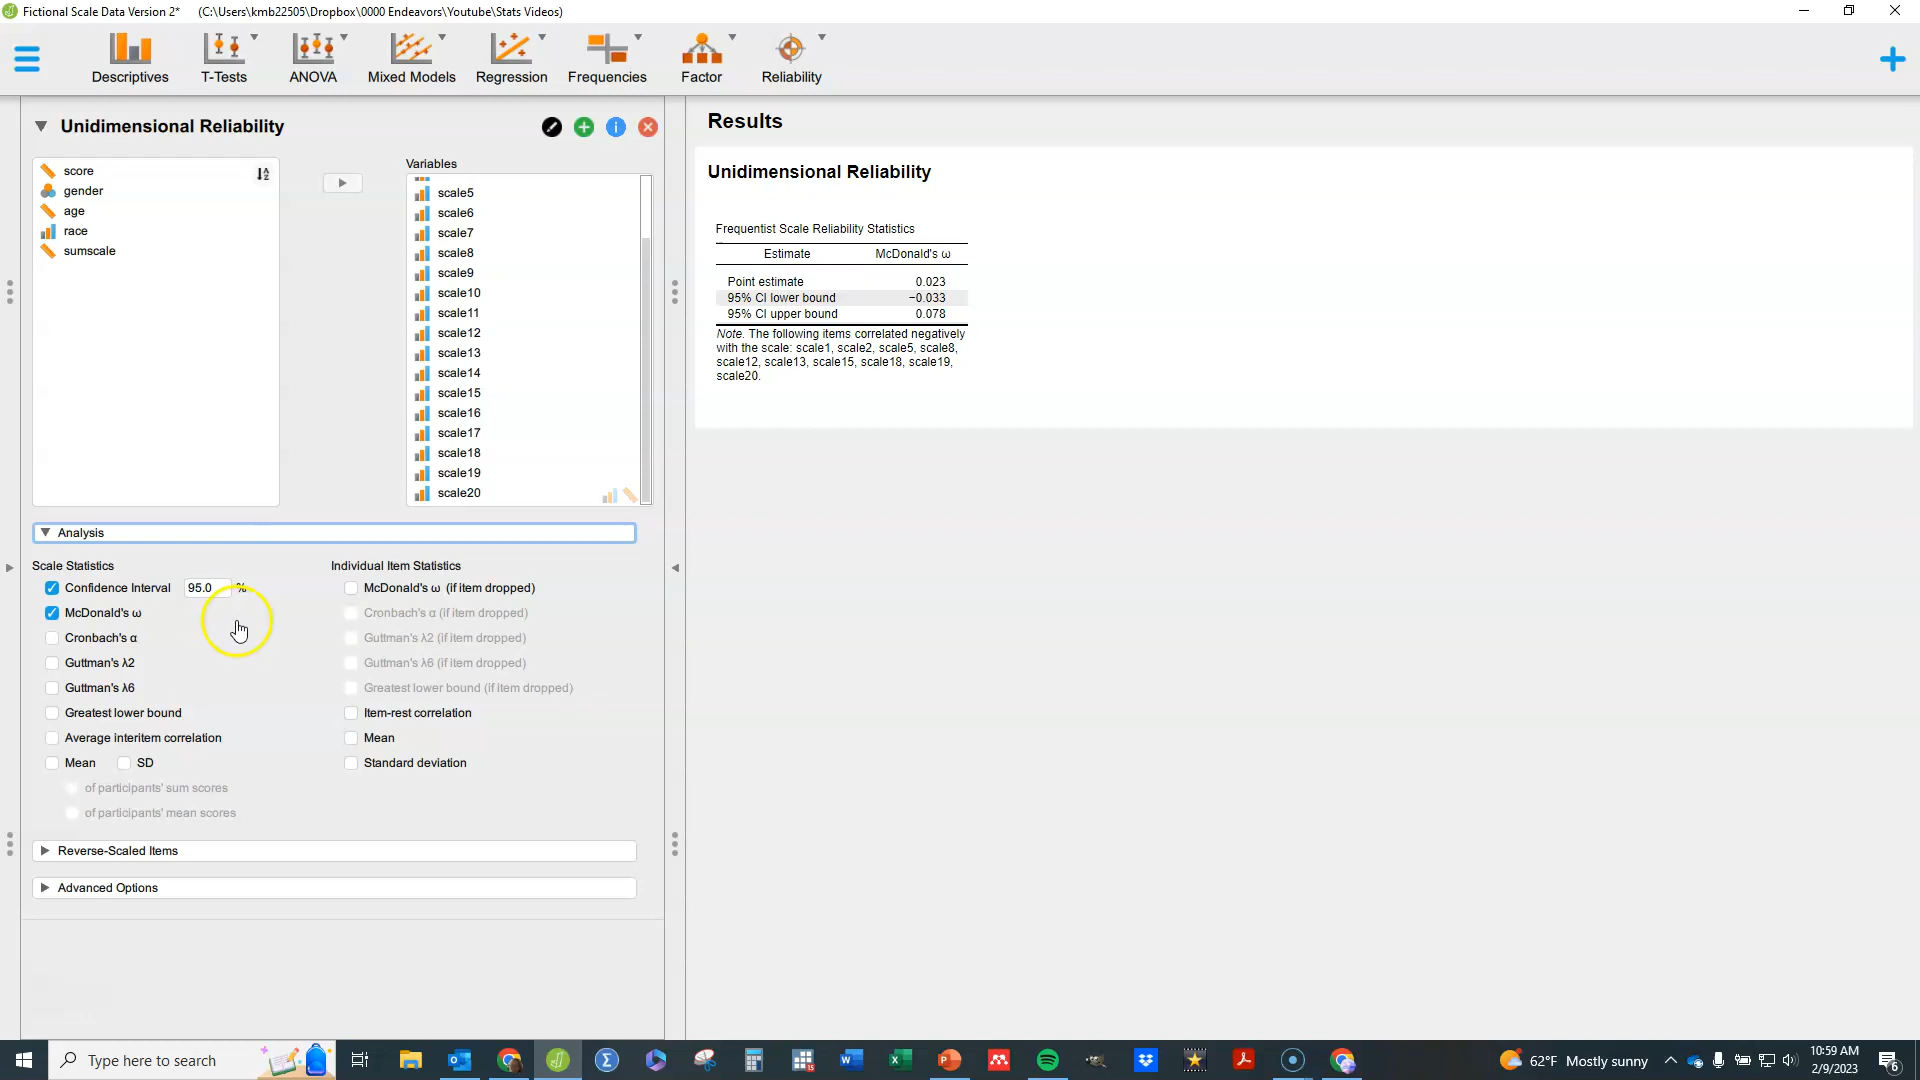 Fictional Scale Data Version 2* (C:\Users\kmb22505\Dropbox\0000 Endeavors\Youtube\Stats Videos)
Descriptives T-Tests ANOVA Mixed Models Regression Frequencies Factor Reliability
Unidimensional Reliability
score
gender
age
race
sumscale
Variables
scale5
scale6
scale7
scale8
scale9
scale10
scale11
scale12
scale13
scale14
scale15
scale16
scale17
scale18
scale19
scale20
Analysis
Scale Statistics
Confidence Interval 95.0 %
McDonald's ω
Cronbach's α
Guttman's λ2
Guttman's λ6
Greatest lower bound
Average interitem correlation
Mean SD
of participants' sum scores
of participants' mean scores
Individual Item Statistics
McDonald's ω (if item dropped)
Cronbach's α (if item dropped)
Guttman's λ2 (if item dropped)
Guttman's λ6 (if item dropped)
Greatest lower bound (if item dropped)
Item-rest correlation
Mean
Standard deviation
Reverse-Scaled Items
Advanced Options
Results
Unidimensional Reliability
Frequentist Scale Reliability Statistics
Estimate McDonald's ω
Point estimate 0.023
95% CI lower bound −0.033
95% CI upper bound 0.078
Note. The following items correlated negatively
with the scale: scale1, scale2, scale5, scale8,
scale12, scale13, scale15, scale18, scale19,
scale20.
Type here to search
62°F Mostly sunny
10:59 AM
2/9/2023
6